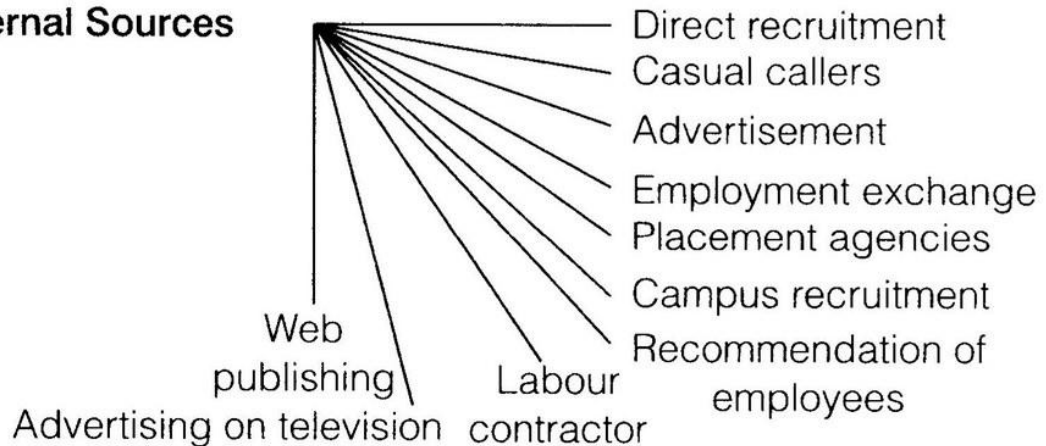 ernal Sources
Direct recruitment
Casual callers
Advertisement
Employment exchange
Placement agencies
Campus recruitment
Recommendation of
employees
Labour
contractor
Advertising on television
Web
publishing